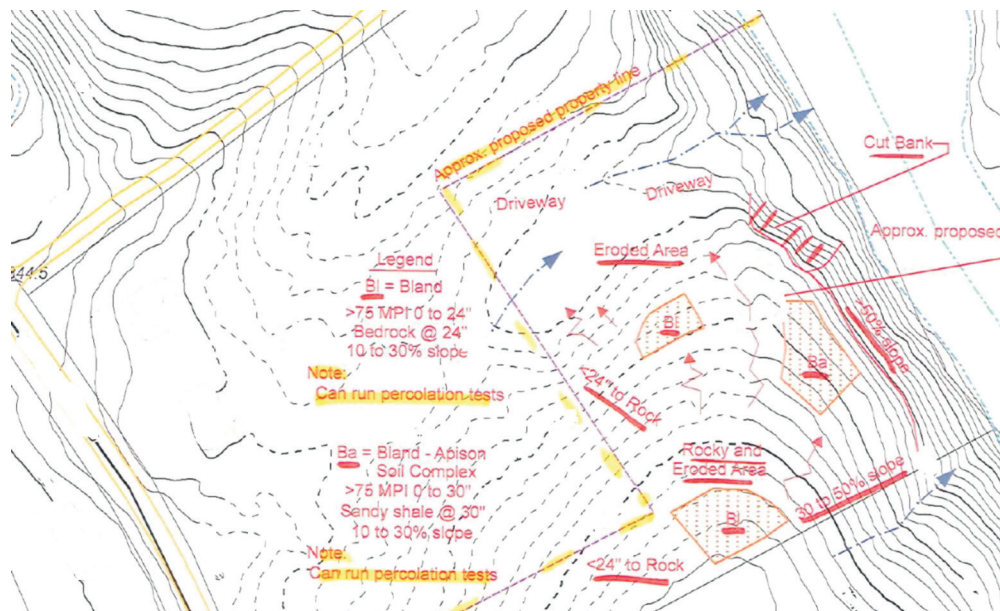 Approx. proposed property line
Cut Bank
Driveway
Driveway
Approx. proposed
Eroded Area
844.5
Legend
Bl = Bland
>75 MPI 0 to 24"
Bedrock @ 24"
10 to 30% slope
Note:
Can run percolation tests
Bl
>50% slope
Ba
<24" to Rock
Ba = Bland - Apison
Soil Complex
>75 MPI 0 to 30"
Sandy shale @ 30"
10 to 30% slope
Note:
Can run percolation tests
Rocky and
Eroded Area
30 to 50% slope
Bl
<24" to Rock